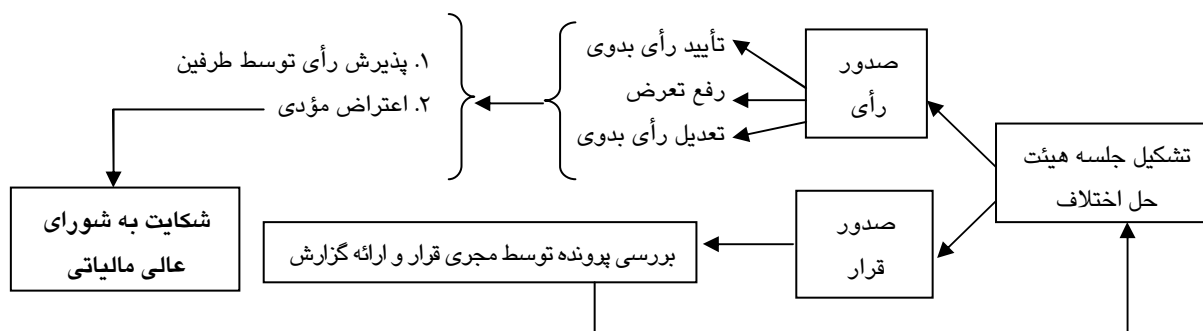 تشکیل جلسه هیئت
حل اختلاف
صدور
رأی
تأیید رأی بدوی
رفع تعرض
تعدیل رأی بدوی
۱. پذیرش رأی توسط طرفین
۲. اعتراض مؤدی
شکایت به شورای
عالی مالیاتی
صدور
قرار
بررسی پرونده توسط مجری قرار و ارائه گزارش